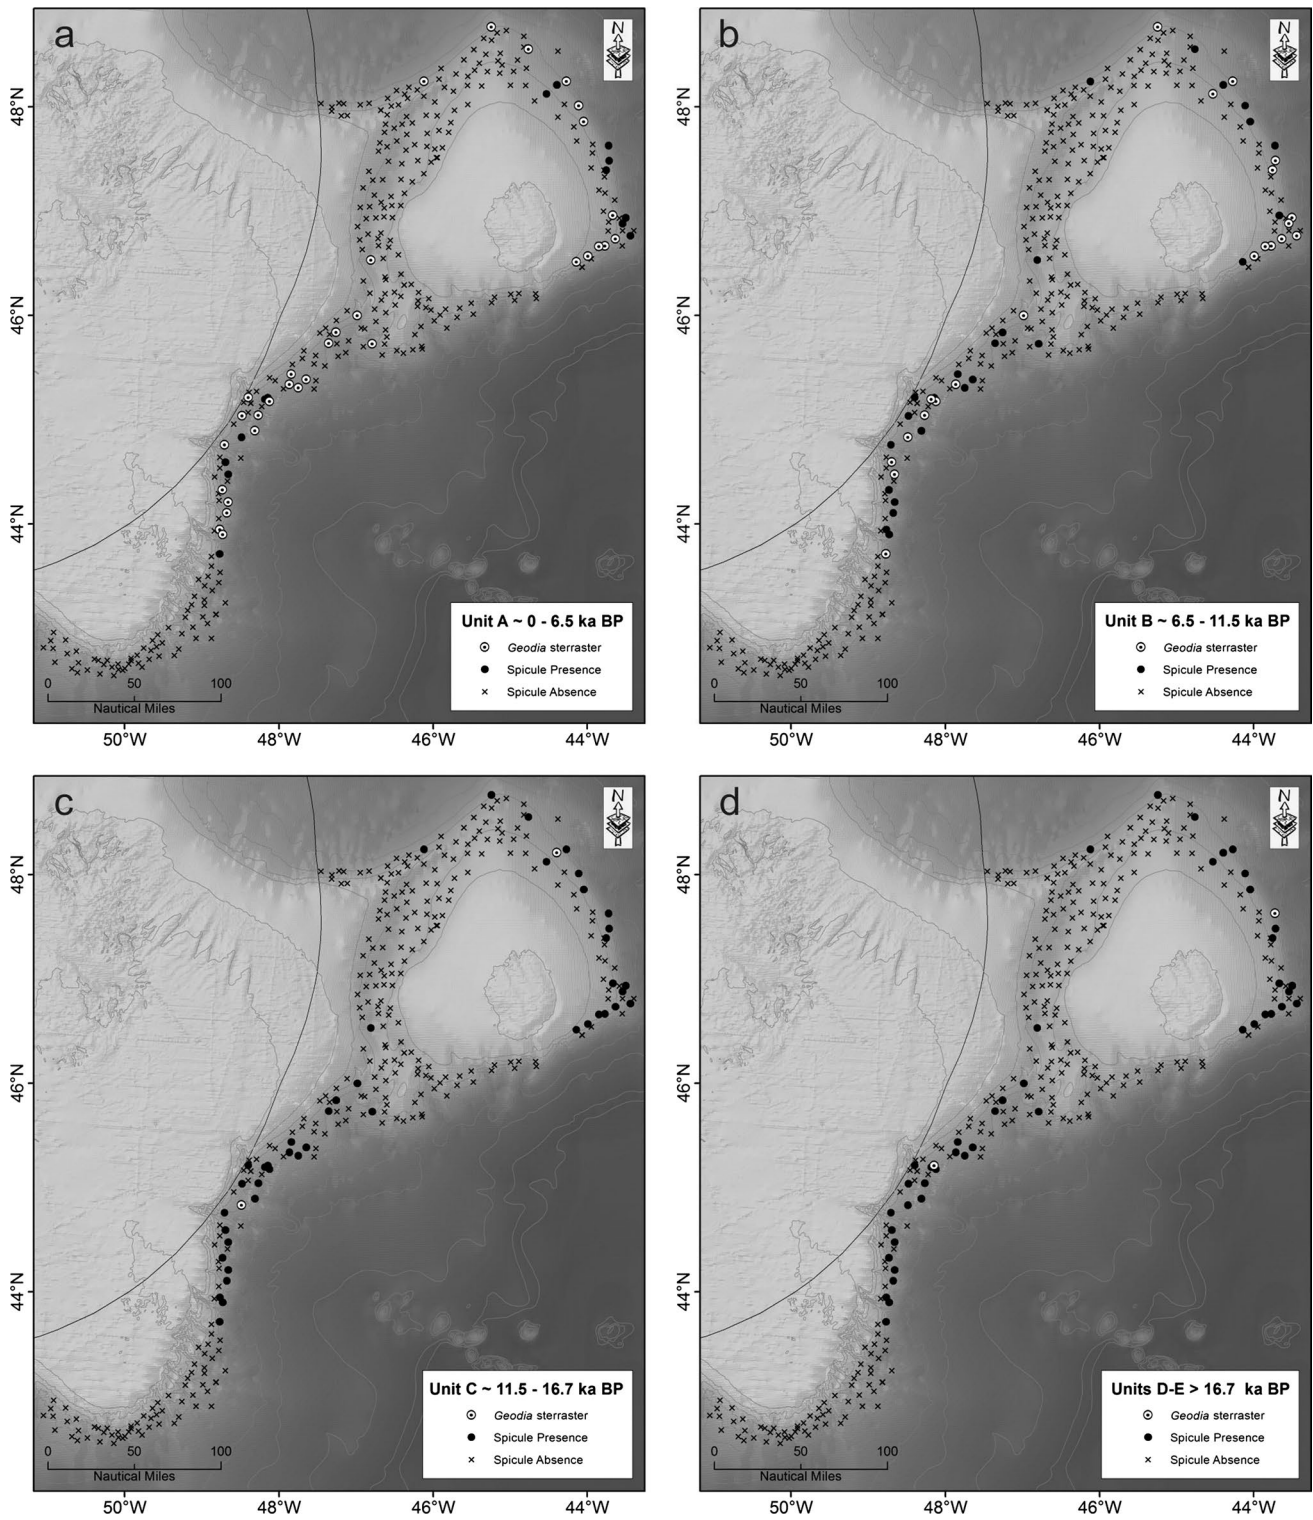 a
N
48°N
46°N
44°N
Unit A ~ 0 - 6.5 ka BP
Geodia sterraster
Spicule Presence
Spicule Absence
0 50 100
Nautical Miles
50°W 48°W 46°W 44°W
b
N
48°N
46°N
44°N
Unit B ~ 6.5 - 11.5 ka BP
Geodia sterraster
Spicule Presence
Spicule Absence
0 50 100
Nautical Miles
50°W 48°W 46°W 44°W
c
N
48°N
46°N
44°N
Unit C ~ 11.5 - 16.7 ka BP
Geodia sterraster
Spicule Presence
Spicule Absence
0 50 100
Nautical Miles
50°W 48°W 46°W 44°W
d
N
48°N
46°N
44°N
Units D-E > 16.7 ka BP
Geodia sterraster
Spicule Presence
Spicule Absence
0 50 100
Nautical Miles
50°W 48°W 46°W 44°W